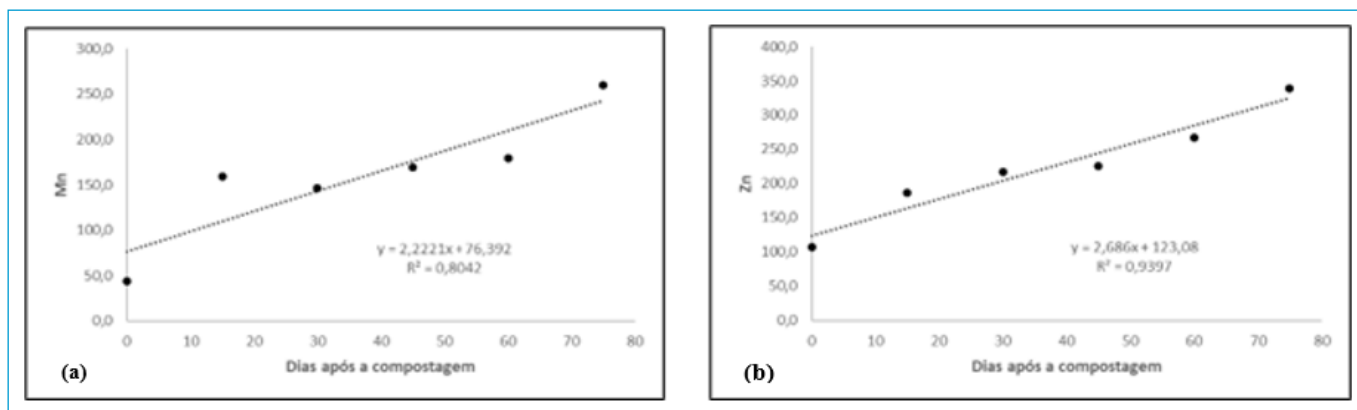 300,0
250,0
200,0
150,0
100,0
50,0
0,0
Mn
y = 2,2221x + 76,392
R² = 0,8042
0 10 20 30 40 50 60 70 80
Dias após a compostagem
(a)
400,0
350,0
300,0
250,0
200,0
150,0
100,0
50,0
0,0
Zn
y = 2,686x + 123,08
R² = 0,9397
0 10 20 30 40 50 60 70 80
Dias após a compostagem
(b)